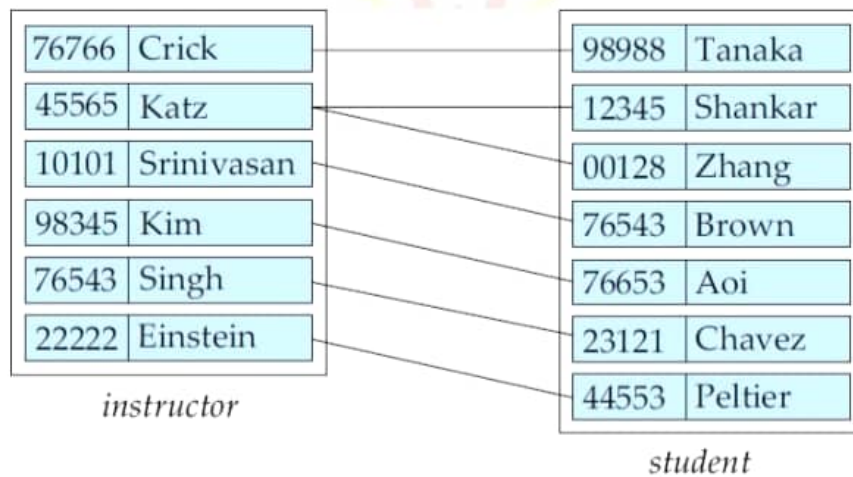 76766 Crick
45565 Katz
10101 Srinivasan
98345 Kim
76543 Singh
22222 Einstein
instructor
98988 Tanaka
12345 Shankar
00128 Zhang
76543 Brown
76653 Aoi
23121 Chavez
44553 Peltier
student